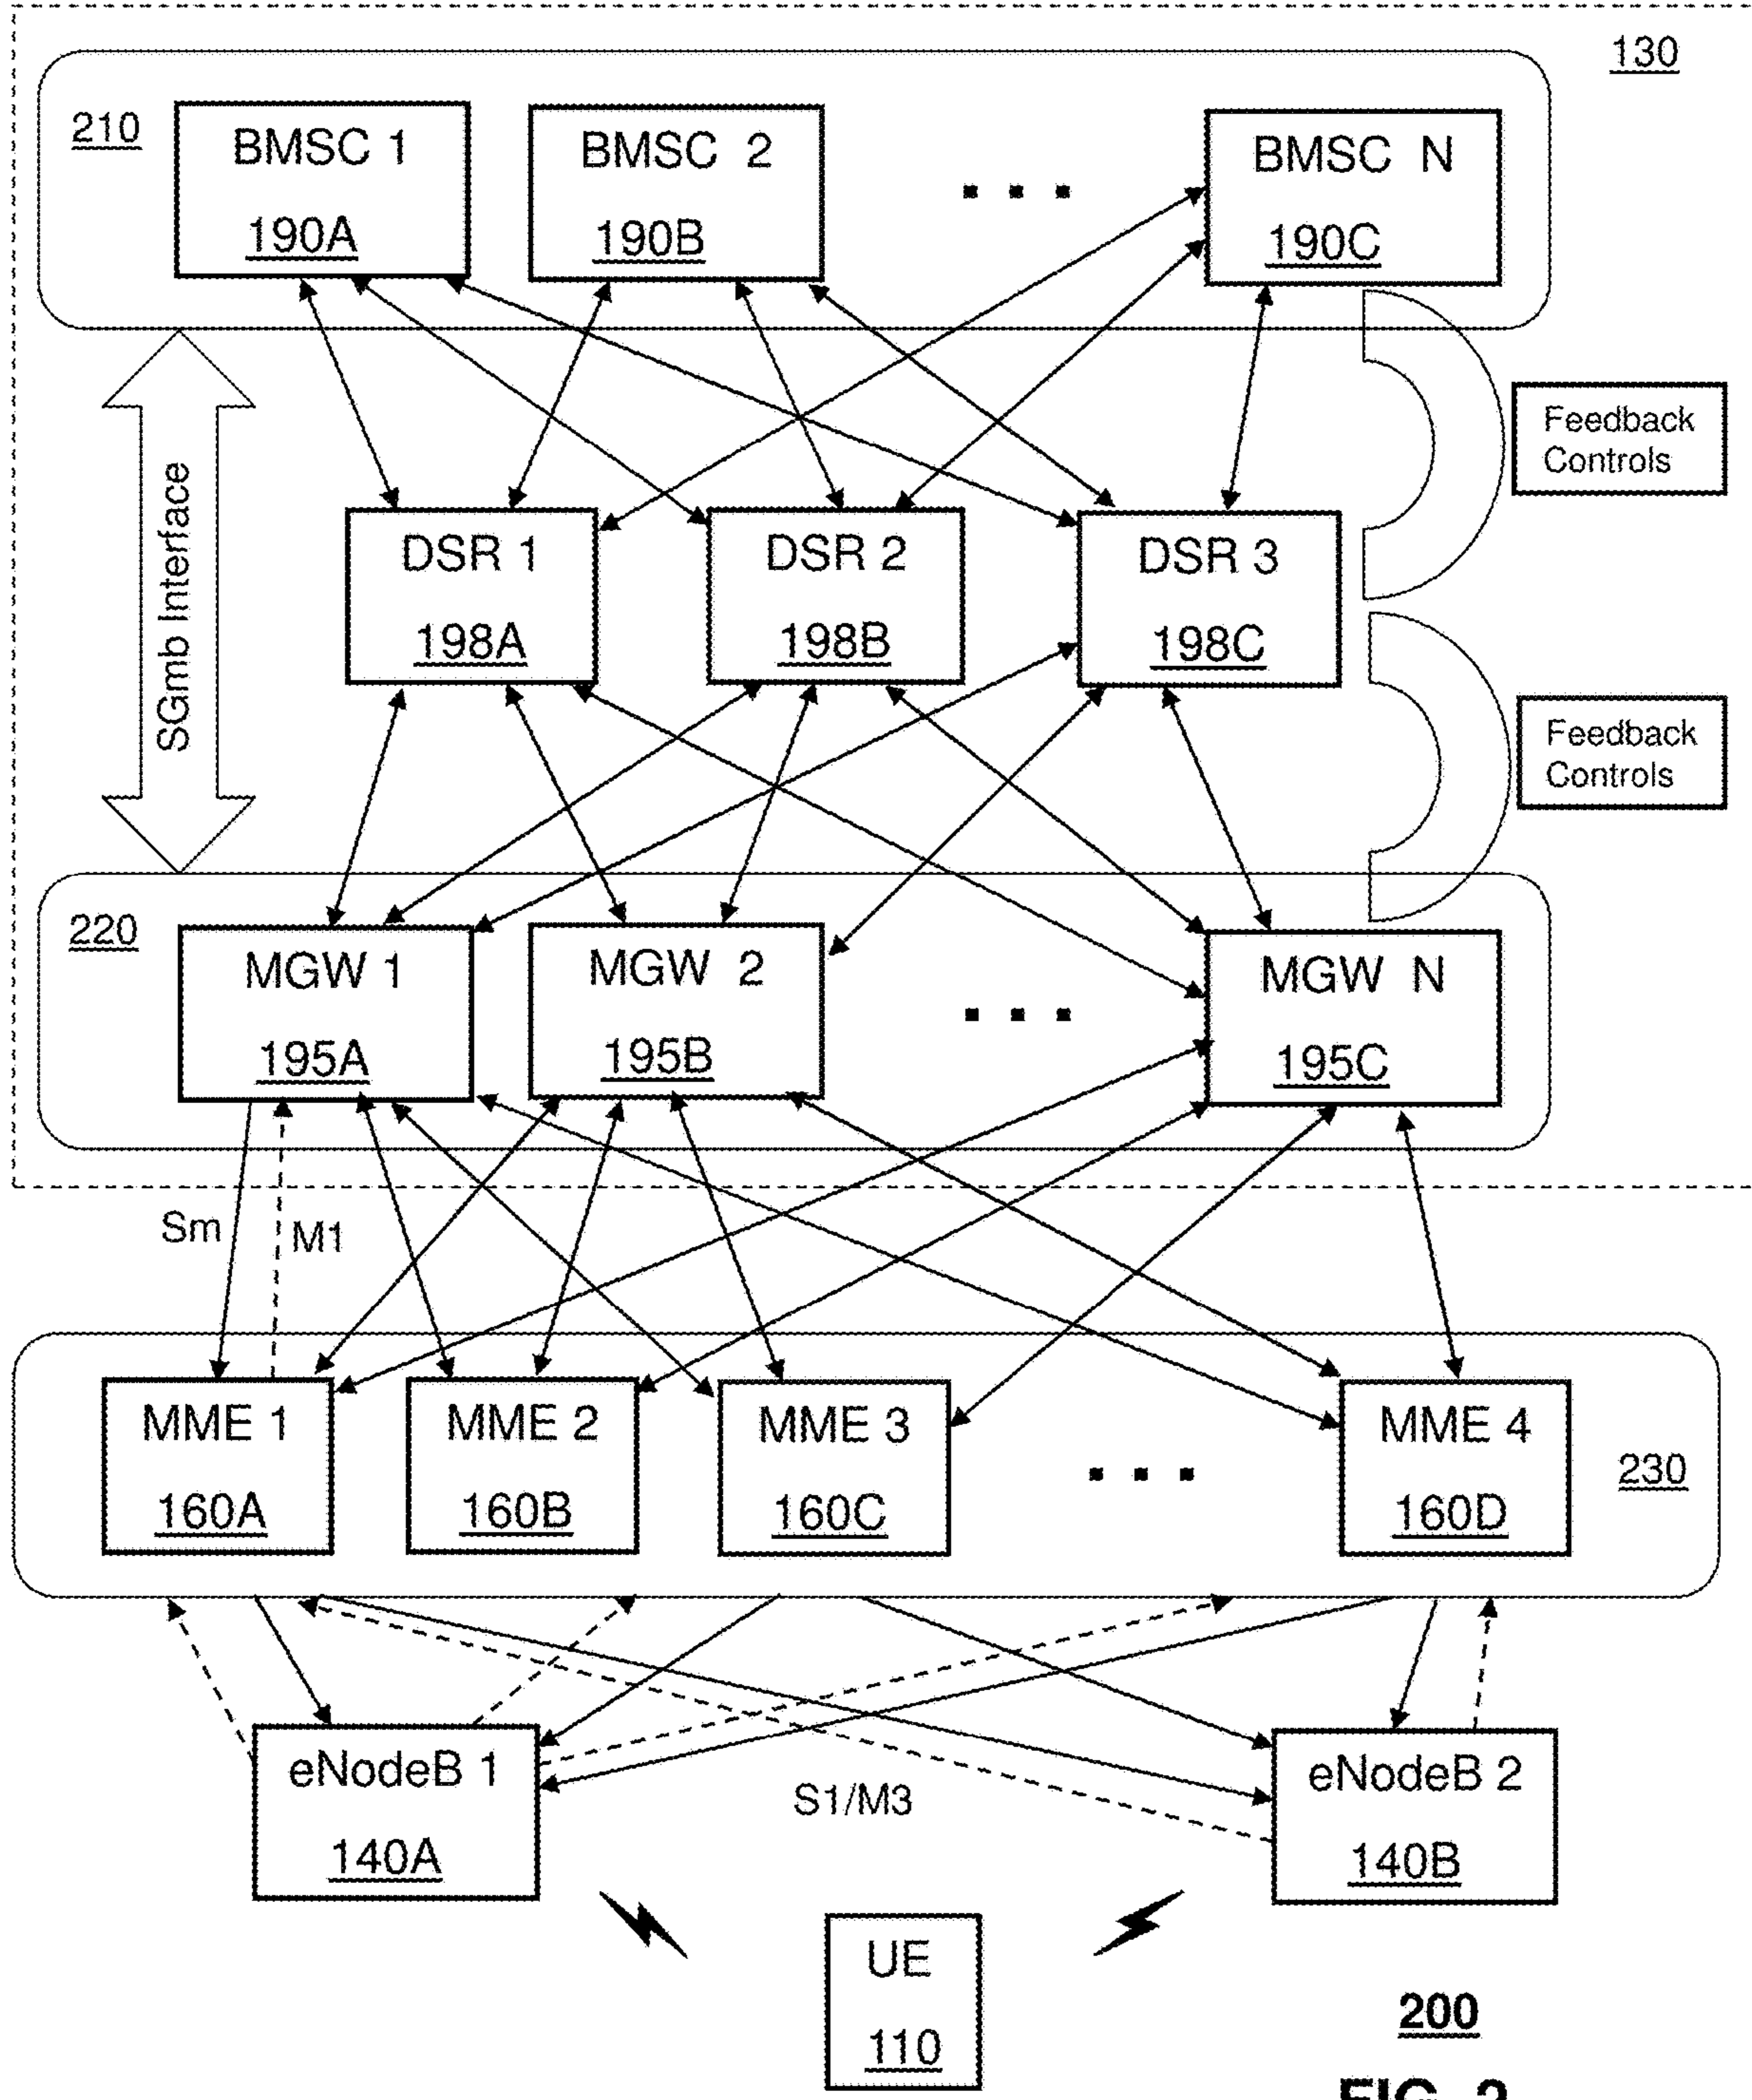 130
210
BMSC 1
190A
BMSC 2
190B
. . .
BMSC N
190C
Feedback
Controls
SGmb Interface
DSR 1
198A
DSR 2
198B
DSR 3
198C
Feedback
Controls
220
MGW 1
195A
MGW 2
195B
. . .
MGW N
195C
Sm
M1
MME 1
160A
MME 2
160B
MME 3
160C
. . .
MME 4
160D
230
eNodeB 1
140A
S1/M3
eNodeB 2
140B
UE
110
200
FIG. 2